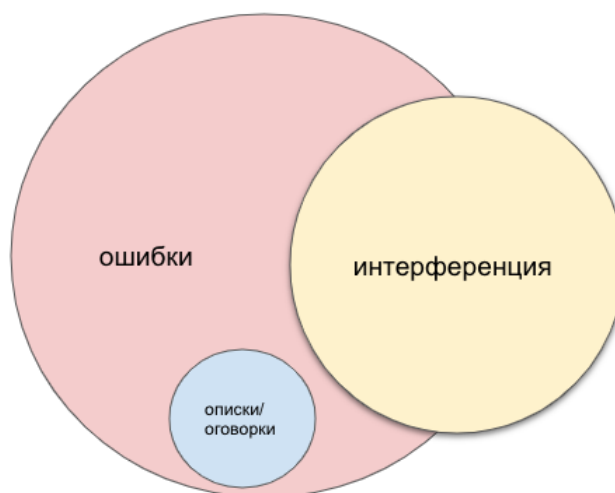 ошибки
интерференция
описки/
оговорки